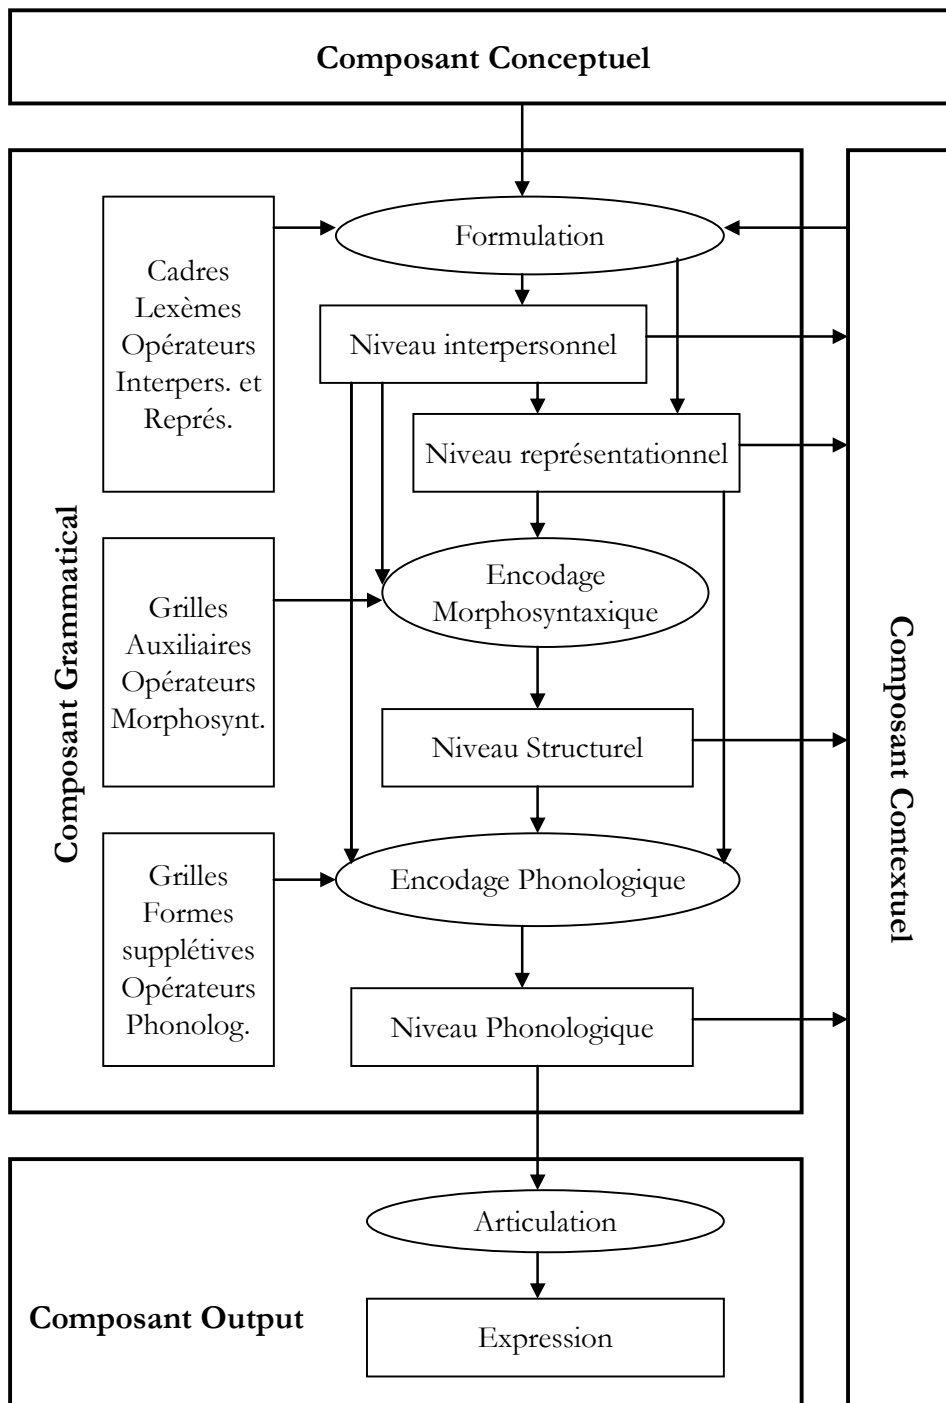 Composant Conceptuel
Formulation
Cadres
Lexèmes
Opérateurs
Interpers. et
Représ.
Niveau interpersonnel
Niveau représentationnel
Composant Grammatical
Encodage
Morphosyntaxique
Grilles
Auxiliaires
Opérateurs
Morphosynt.
Composant Contextuel
Niveau Structurel
Grilles
Formes
supplétives
Opérateurs
Phonolog.
Encodage Phonologique
Niveau Phonologique
Articulation
Composant Output
Expression